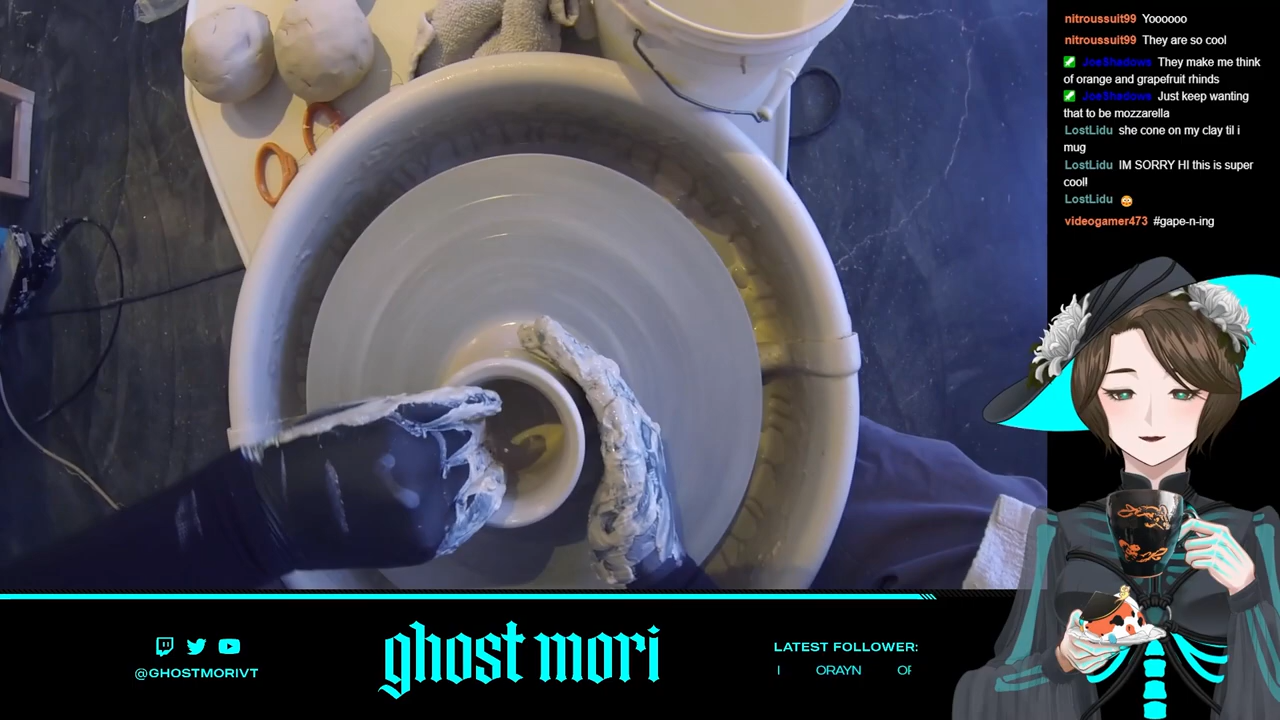 nitroussuit99 Yoooooo
nitroussuit99 They are so cool
JoeShadows They make me think
of orange and grapefruit rhinds
JoeShadows Just keep wanting
that to be mozzarella
LostLidu she cone on my clay til i
mug
LostLidu IM SORRY HI this is super
cool!
LostLidu
videogamer473 #gape-n-ing
ghost mori
@GHOSTMORIVT
LATEST FOLLOWER:
ORAYN